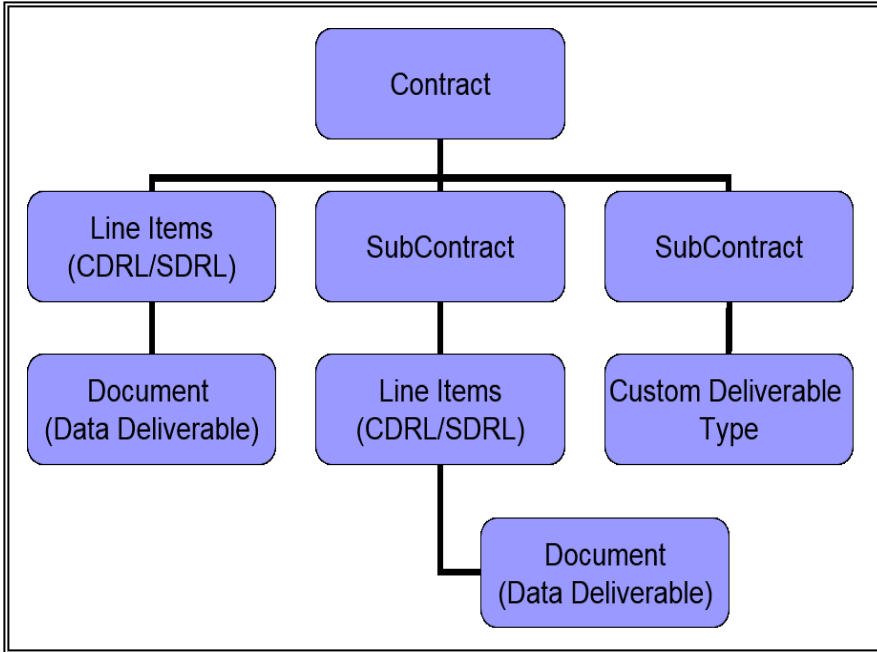 Contract
Line Items
(CDRL/SDRL)
SubContract
SubContract
Document
(Data Deliverable)
Line Items
(CDRL/SDRL)
Custom Deliverable
Type
Document
(Data Deliverable)